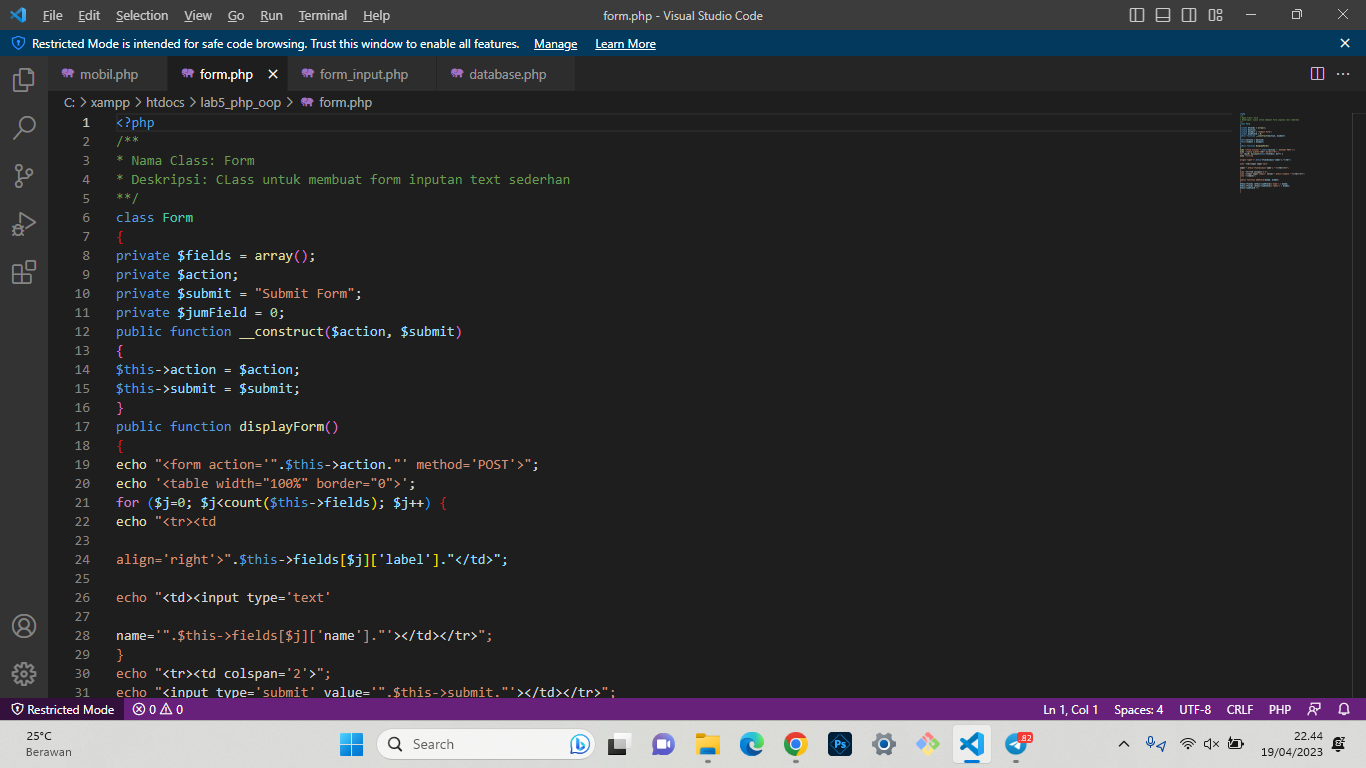 File Edit Selection View Go Run Terminal Help form.php - Visual Studio Code
Restricted Mode is intended for safe code browsing. Trust this window to enable all features. Manage Learn More
mobil.php form.php form_input.php database.php
C: > xampp > htdocs > lab5_php_oop > form.php
1 <?php
2 /**
3 * Nama Class: Form
4 * Deskripsi: CLass untuk membuat form inputan text sederhan
5 **/
6 class Form
7 {
8 private $fields = array();
9 private $action;
10 private $submit = "Submit Form";
11 private $jumField = 0;
12 public function __construct($action, $submit)
13 {
14 $this->action = $action;
15 $this->submit = $submit;
16 }
17 public function displayForm()
18 {
19 echo "<form action='".$this->action."' method='POST'>";
20 echo '<table width="100%" border="0">';
21 for ($j=0; $j<count($this->fields); $j++) {
22 echo "<tr><td
23
24 align='right'>".$this->fields[$j]['label']."</td>";
25
26 echo "<td><input type='text'
27
28 name='".$this->fields[$j]['name']."'></td></tr>";
29 }
30 echo "<tr><td colspan='2'>";
31 echo "<input type='submit' value='".$this->submit."'></td></tr>";
Restricted Mode 0 0 Ln 1, Col 1 Spaces: 4 UTF-8 CRLF PHP
25°C
Berawan
Search
Ps
82
22.44
19/04/2023